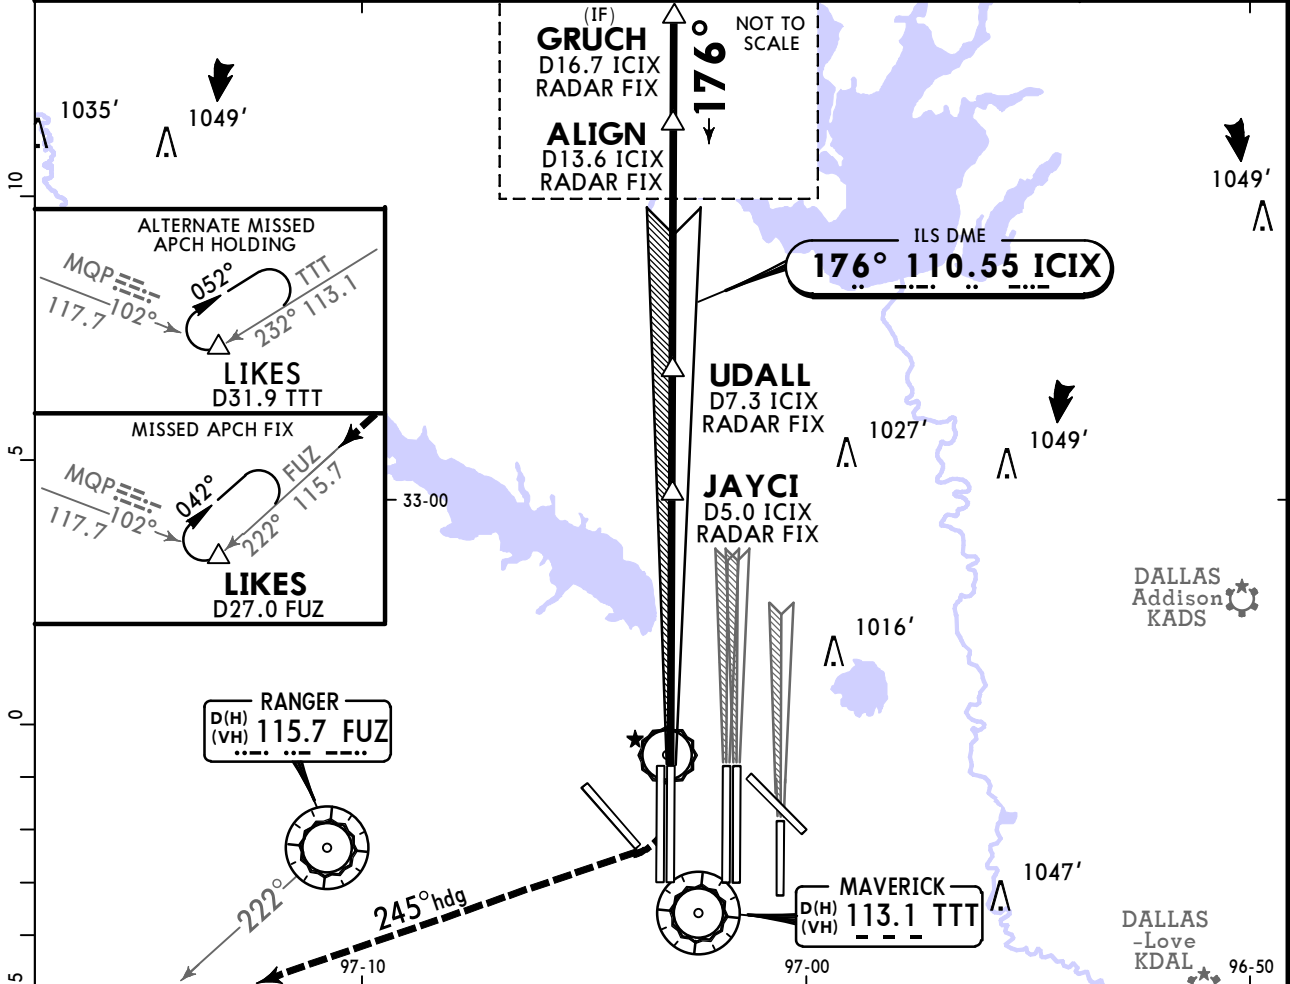 (IF)
GRUCH
D16.7 ICIX
RADAR FIX
176°
NOT TO
SCALE
ALIGN
D13.6 ICIX
RADAR FIX
1035'
1049'
1049'
10
ALTERNATE MISSED
APCH HOLDING
MQP
117.7
102°
052°
TTT
232° 113.1
LIKES
D31.9 TTT
ILS DME
176° 110.55 ICIX
UDALL
D7.3 ICIX
RADAR FIX
1027'
1049'
5
MISSED APCH FIX
MQP
117.7
102°
042°
FUZ
222° 115.7
LIKES
D27.0 FUZ
33-00
JAYCI
D5.0 ICIX
RADAR FIX
DALLAS
Addison
KADS
1016'
0
RANGER
D(H)
(VH)
115.7 FUZ
222°
245°hdg
MAVERICK
D(H)
(VH)
113.1 TTT
1047'
DALLAS
-Love
KDAL
5
97-10
97-00
96-50